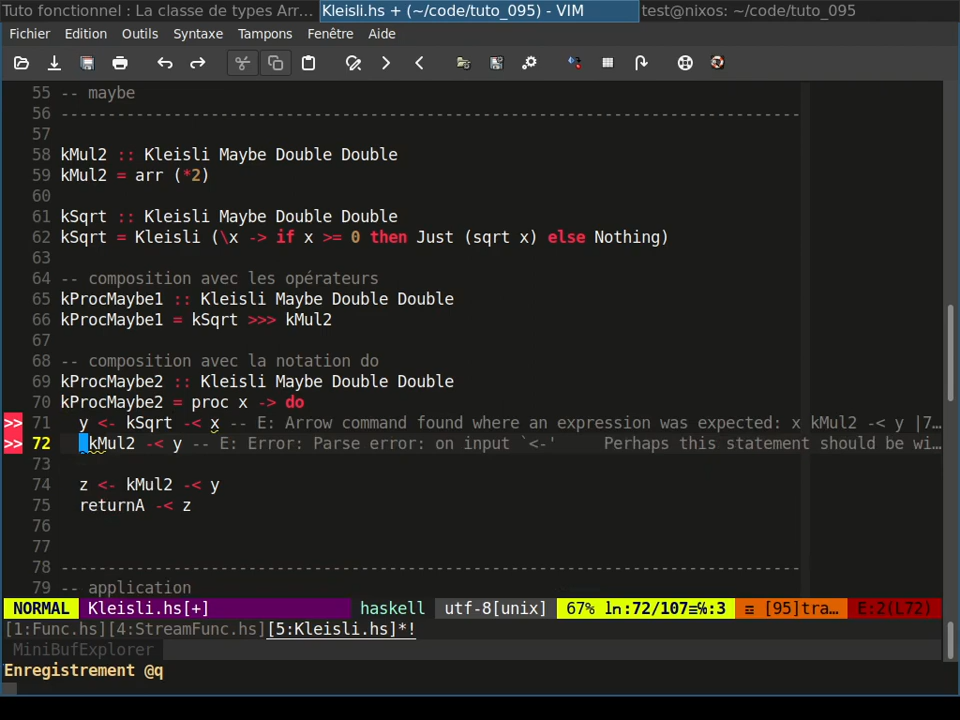 Tuto fonctionnel : La classe de types Arr... Kleisli.hs + (~/code/tuto_095) - VIM test@nixos: ~/code/tuto_095
Fichier Edition Outils Syntaxe Tampons Fenêtre Aide
55 -- maybe
56 -------------------------------------------------------------------------------
57
58 kMul2 :: Kleisli Maybe Double Double
59 kMul2 = arr (*2)
60
61 kSqrt :: Kleisli Maybe Double Double
62 kSqrt = Kleisli (\x -> if x >= 0 then Just (sqrt x) else Nothing)
63
64 -- composition avec les opérateurs
65 kProcMaybe1 :: Kleisli Maybe Double Double
66 kProcMaybe1 = kSqrt >>> kMul2
67
68 -- composition avec la notation do
69 kProcMaybe2 :: Kleisli Maybe Double Double
70 kProcMaybe2 = proc x -> do
>> 71   y <- kSqrt -< x -- E: Arrow command found where an expression was expected: x kMul2 -< y |7…
>> 72    kMul2 -< y -- E: Error: Parse error: on input `<-'     Perhaps this statement should be wi…
73
74   z <- kMul2 -< y
75   returnA -< z
76
77
78 -------------------------------------------------------------------------------
79 -- application
NORMAL Kleisli.hs[+] haskell utf-8[unix] 67% ln:72/107≡℅:3 ☲ [95]tra… E:2(L72)
[1:Func.hs][4:StreamFunc.hs][5:Kleisli.hs]*!
MiniBufExplorer
Enregistrement @q